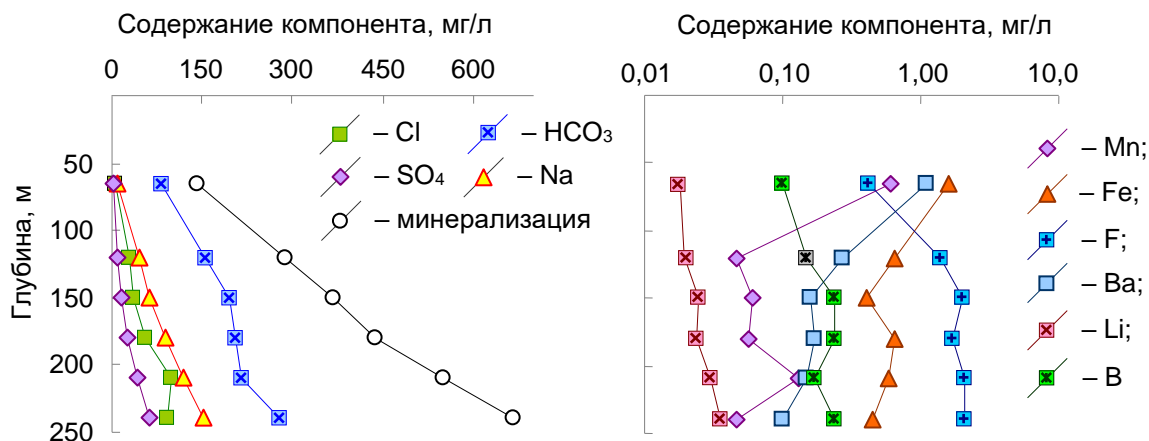 Содержание компонента, мг/л
0 150 300 450 600
Глубина, м
50
100
150
200
250
– Cl
– HCO₃
– SO₄
– Na
– минерализация
Содержание компонента, мг/л
0,01 0,10 1,00 10,0
– Mn;
– Fe;
– F;
– Ba;
– Li;
– B